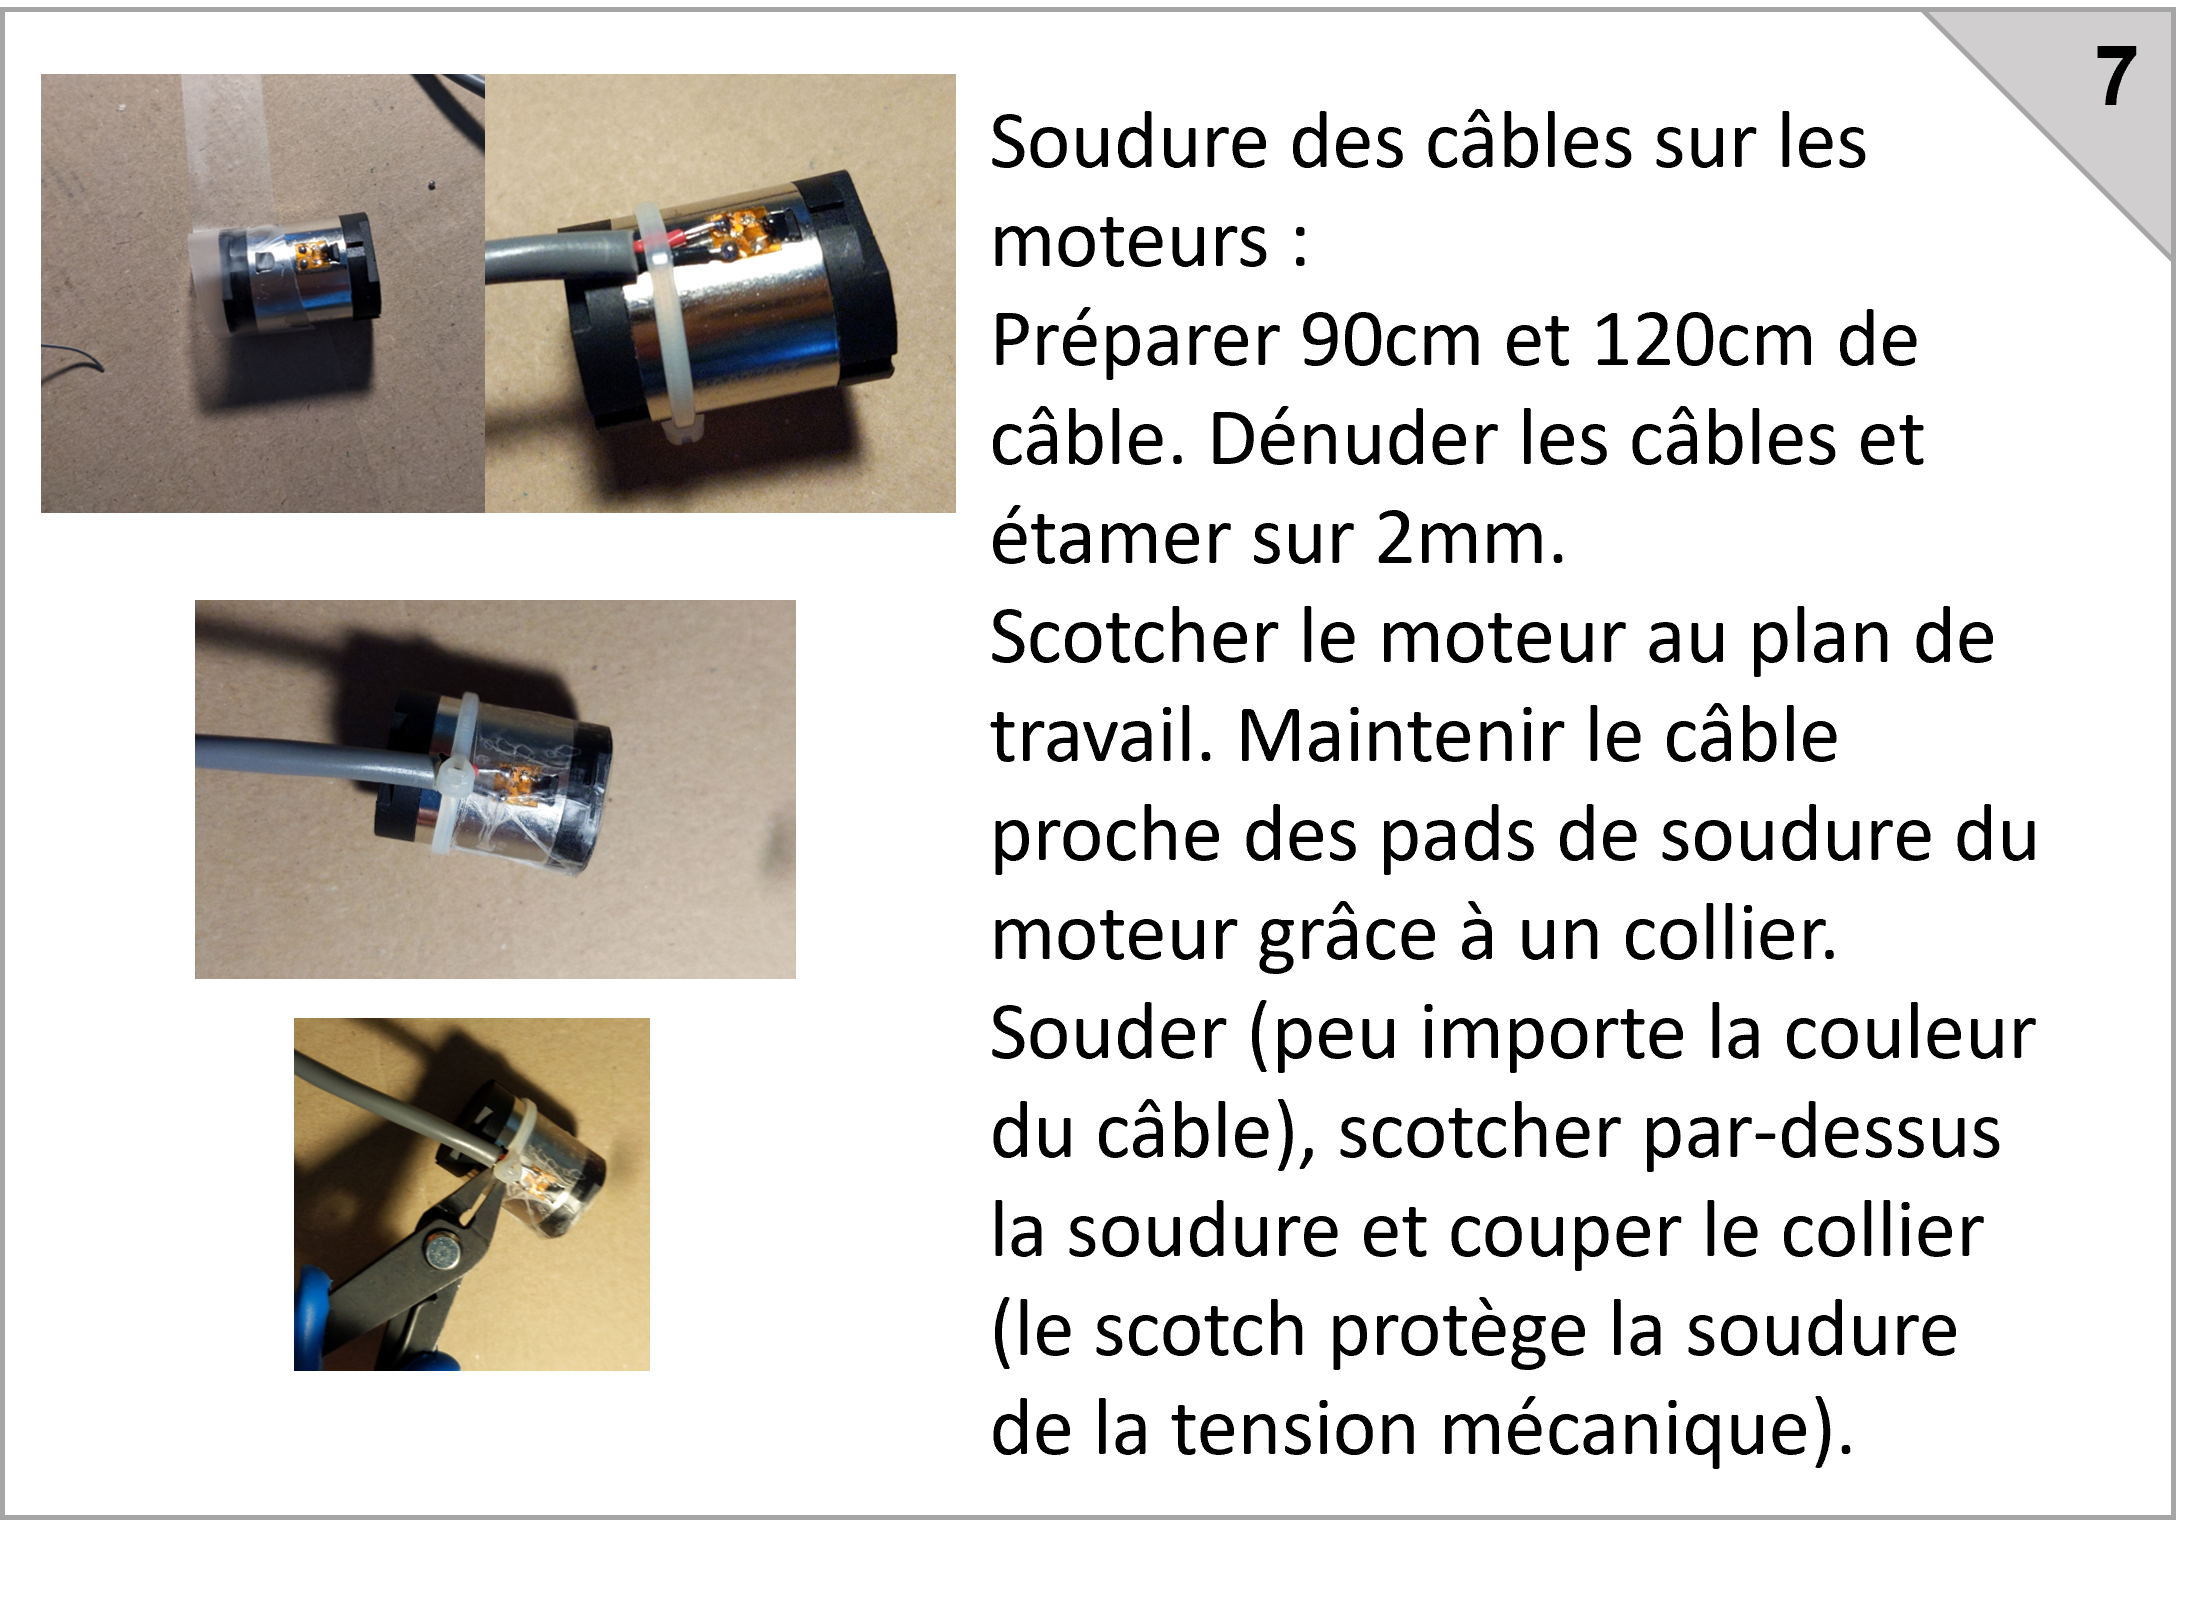 7
Soudure des câbles sur les
moteurs :
Préparer 90cm et 120cm de
câble. Dénuder les câbles et
étamer sur 2mm.
Scotcher le moteur au plan de
travail. Maintenir le câble
proche des pads de soudure du
moteur grâce à un collier.
Souder (peu importe la couleur
du câble), scotcher par-dessus
la soudure et couper le collier
(le scotch protège la soudure
de la tension mécanique).